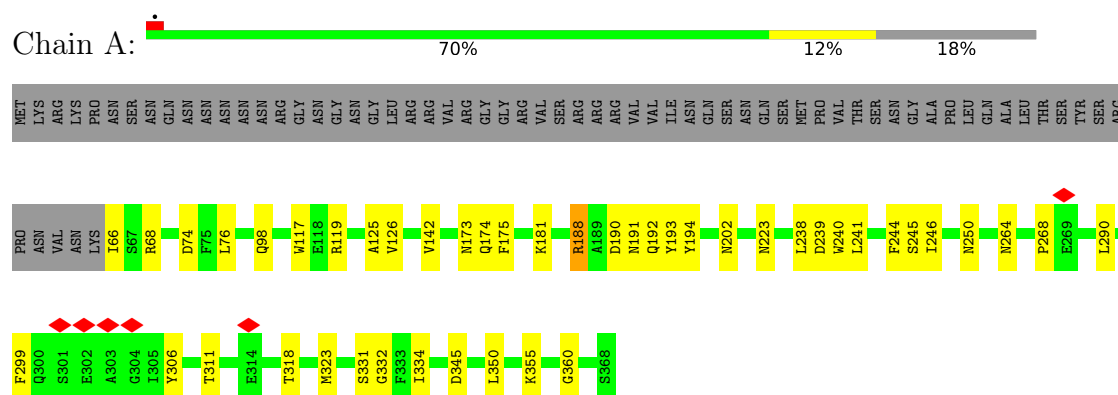 Chain A:
70% 12% 18%
MET LYS ARG LYS PRO ASN SER ASN GLN ASN ASN ASN ASN ASN ARG GLY ASN GLY ASN GLY LEU ARG ARG VAL ARG GLY GLY ARG VAL SER ARG ARG ARG VAL VAL ILE ASN GLN SER ASN GLN SER MET PRO VAL THR SER ASN GLY ALA PRO LEU GLN ALA LEU THR SER TYR SER ARG
PRO ASN VAL ASN LYS I66 S67 R68 D74 F75 L76 Q98 W117 E118 R119 A125 V126 V142 N173 Q174 F175 K181 R188 A189 D190 N191 Q192 Y193 Y194 N202 N223 L238 D239 W240 L241 F244 S245 I246 N250 N264 P268 E269 L290
F299 Q300 S301 E302 A303 G304 I305 Y306 T311 E314 T318 M323 S331 G332 F333 I334 D345 L350 K355 G360 S368